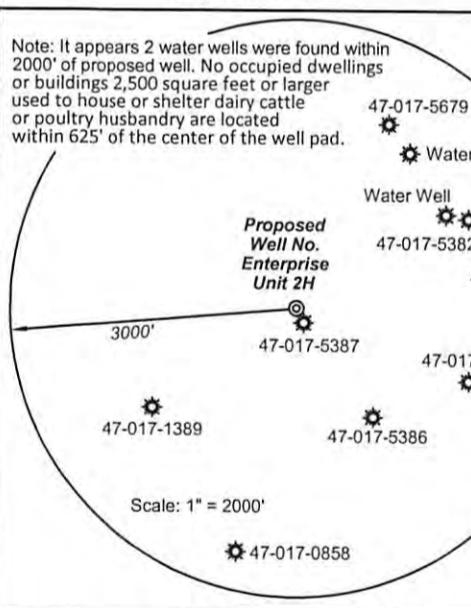 Note: It appears 2 water wells were found within
2000' of proposed well. No occupied dwellings
or buildings 2,500 square feet or larger
used to house or shelter dairy cattle
or poultry husbandry are located
within 625' of the center of the well pad.
47-017-5679
Water
Water Well
47-017-5382
Proposed
Well No.
Enterprise
Unit 2H
3000'
47-017-5387
47-017
47-017-1389
47-017-5386
Scale: 1" = 2000'
47-017-0858